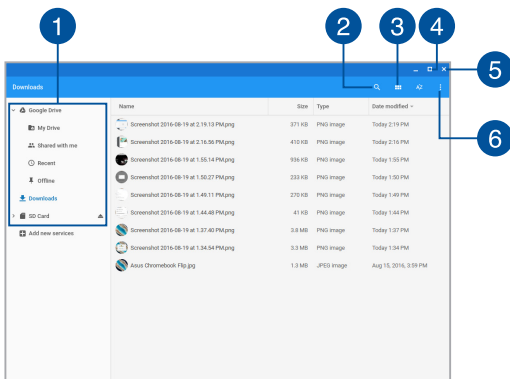 1
2
3
4
5
6
Downloads
AZ
Google Drive
My Drive
Shared with me
Recent
Offline
Downloads
SD Card
Add new services
Name Size Type Date modified
Screenshot 2016-08-19 at 2.19.13 PM.png 371 KB PNG image Today 2:19 PM
Screenshot 2016-08-19 at 2.16.56 PM.png 410 KB PNG image Today 2:16 PM
Screenshot 2016-08-19 at 1.55.14 PM.png 936 KB PNG image Today 1:55 PM
Screenshot 2016-08-19 at 1.50.27 PM.png 233 KB PNG image Today 1:50 PM
Screenshot 2016-08-19 at 1.49.11 PM.png 270 KB PNG image Today 1:49 PM
Screenshot 2016-08-19 at 1.44.48 PM.png 41 KB PNG image Today 1:44 PM
Screenshot 2016-08-19 at 1.37.40 PM.png 3.8 MB PNG image Today 1:37 PM
Screenshot 2016-08-19 at 1.34.54 PM.png 3.3 MB PNG image Today 1:34 PM
Asus Chromebook Flip.jpg 1.3 MB JPEG image Aug 15, 2016, 3:59 PM